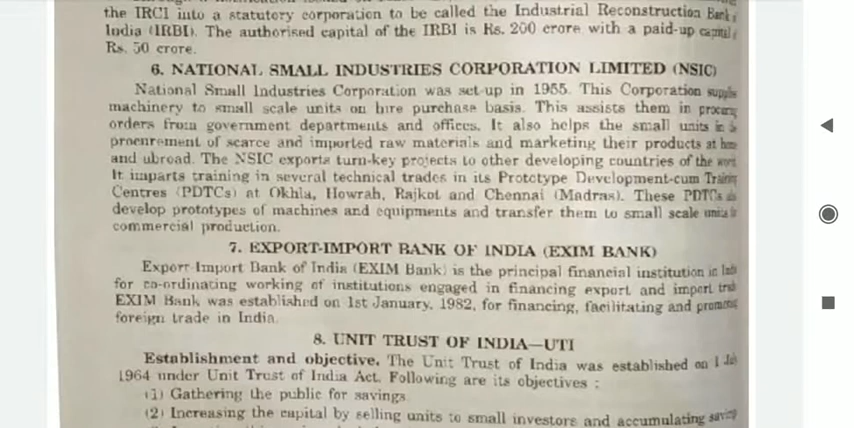 the IRCI into a statutory corporation to be called the Industrial Reconstruction Bank
India (IRBI). The authorised capital of the IRBI is Rs. 200 crore with a paid-up capital
Rs. 50 crore.
6. NATIONAL SMALL INDUSTRIES CORPORATION LIMITED (NSIC)
National Small Industries Corporation was set-up in 1955. This Corporation
machinery to small scale units on hire purchase basis. This assists them in
orders from government departments and offices. It also helps the small units in
procurement of scarce and imported raw materials and marketing their products at
and abroad. The NSIC exports turn-key projects to other developing countries of the
It imparts training in several technical trades in its Prototype Development-cum
Centres (PDTCs) at Okhla, Howrah, Rajkot and Chennai (Madras). These PDTCs
develop prototypes of machines and equipments and transfer them to small scale units
commercial production.
7. EXPORT-IMPORT BANK OF INDIA (EXIM BANK)
Export-Import Bank of India (EXIM Bank) is the principal financial institution in
for co-ordinating working of institutions engaged in financing export and import
EXIM Bank was established on 1st January, 1982, for financing, facilitating and
foreign trade in India.
8. UNIT TRUST OF INDIA—UTI
Establishment and objective. The Unit Trust of India was established on 1
1964 under Unit Trust of India Act. Following are its objectives :
(1) Gathering the public for savings
(2) Increasing the capital by selling units to small investors and accumulating